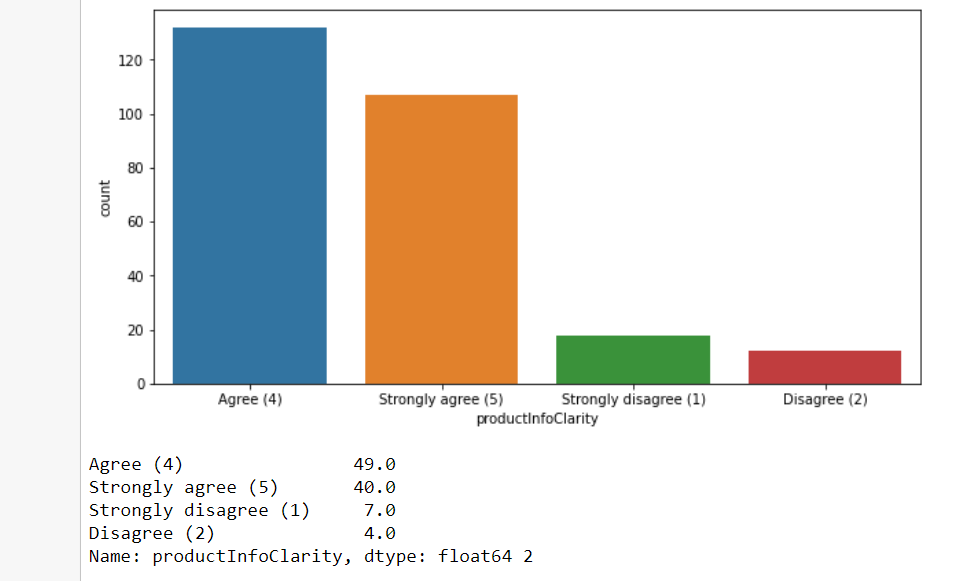 120
100
80
60
40
20
0
count
Agree (4) Strongly agree (5) Strongly disagree (1) Disagree (2)
productInfoClarity
Agree (4) 49.0
Strongly agree (5) 40.0
Strongly disagree (1) 7.0
Disagree (2) 4.0
Name: productInfoClarity, dtype: float64 2